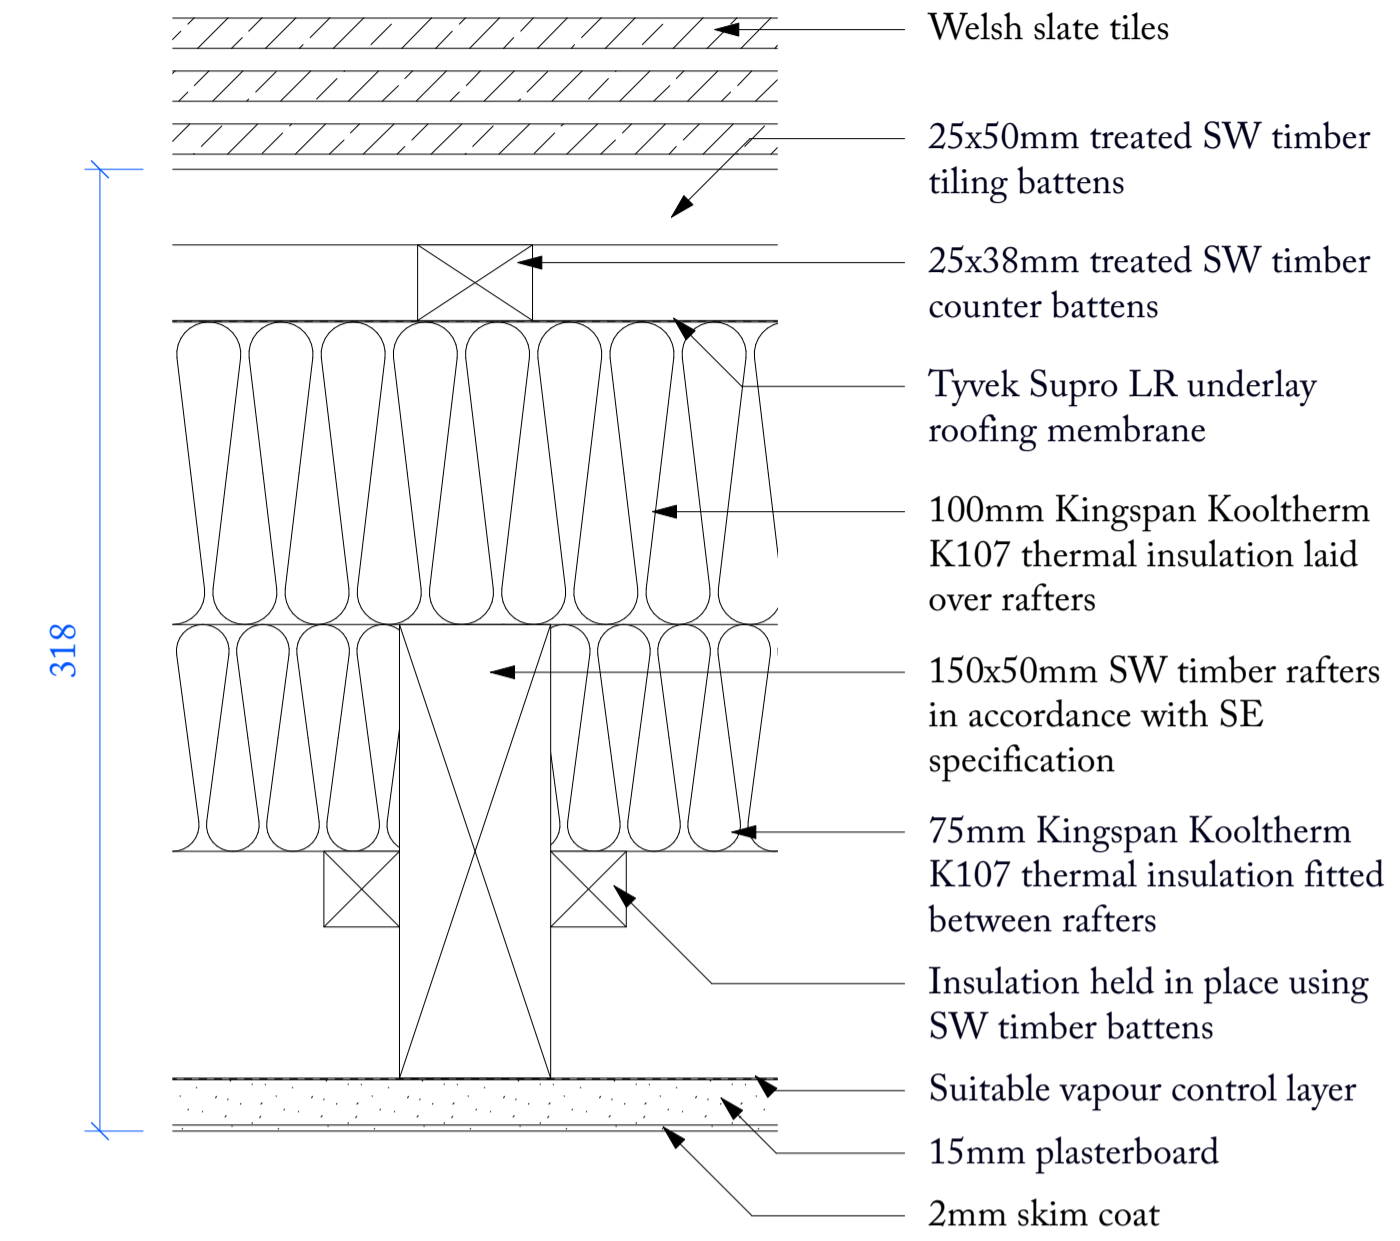 Welsh slate tiles
25x50mm treated SW timber
tiling battens
25x38mm treated SW timber
counter battens
Tyvek Supro LR underlay
roofing membrane
100mm Kingspan Kooltherm
K107 thermal insulation laid
over rafters
318
150x50mm SW timber rafters
in accordance with SE
specification
75mm Kingspan Kooltherm
K107 thermal insulation fitted
between rafters
Insulation held in place using
SW timber battens
Suitable vapour control layer
15mm plasterboard
2mm skim coat